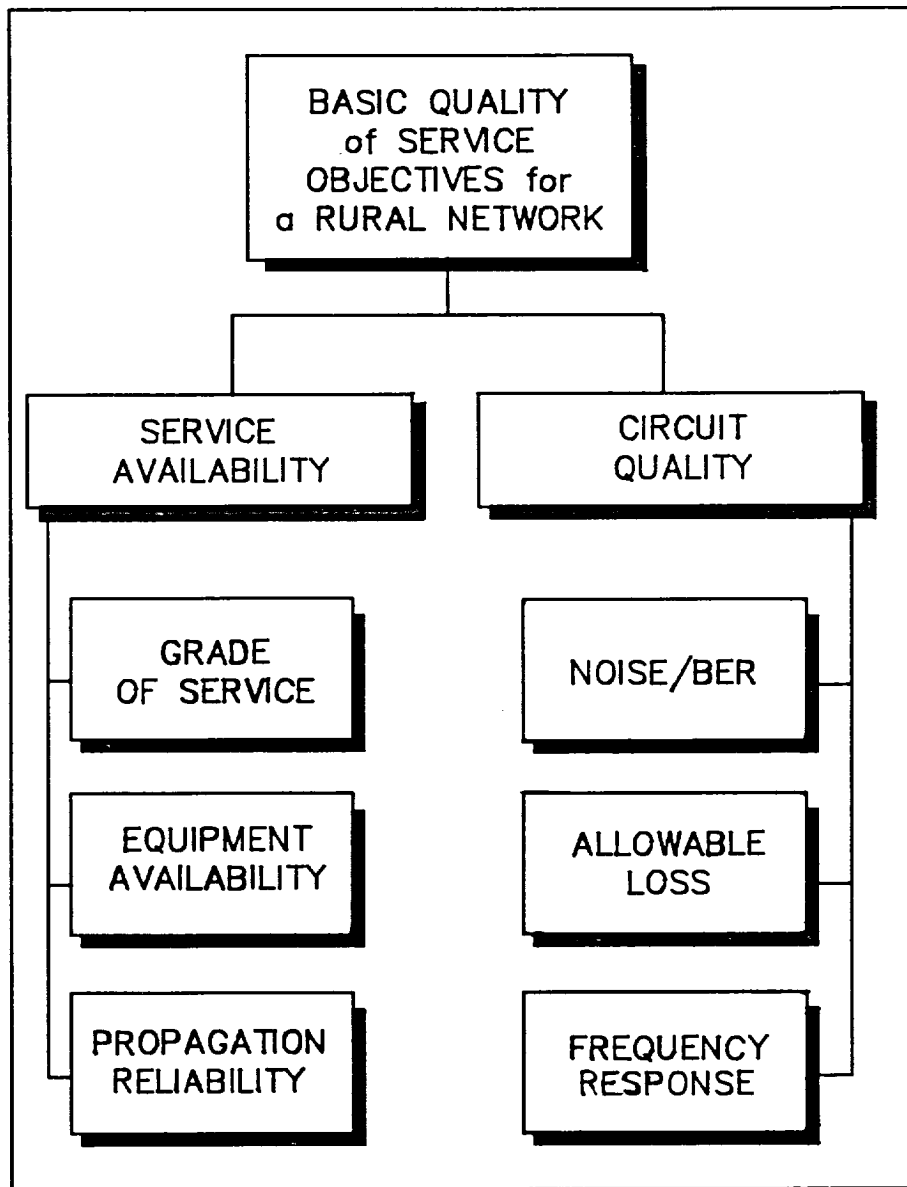 BASIC QUALITY
of SERVICE
OBJECTIVES for
a RURAL NETWORK
SERVICE
AVAILABILITY
CIRCUIT
QUALITY
GRADE
OF SERVICE
EQUIPMENT
AVAILABILITY
PROPAGATION
RELIABILITY
NOISE/BER
ALLOWABLE
LOSS
FREQUENCY
RESPONSE